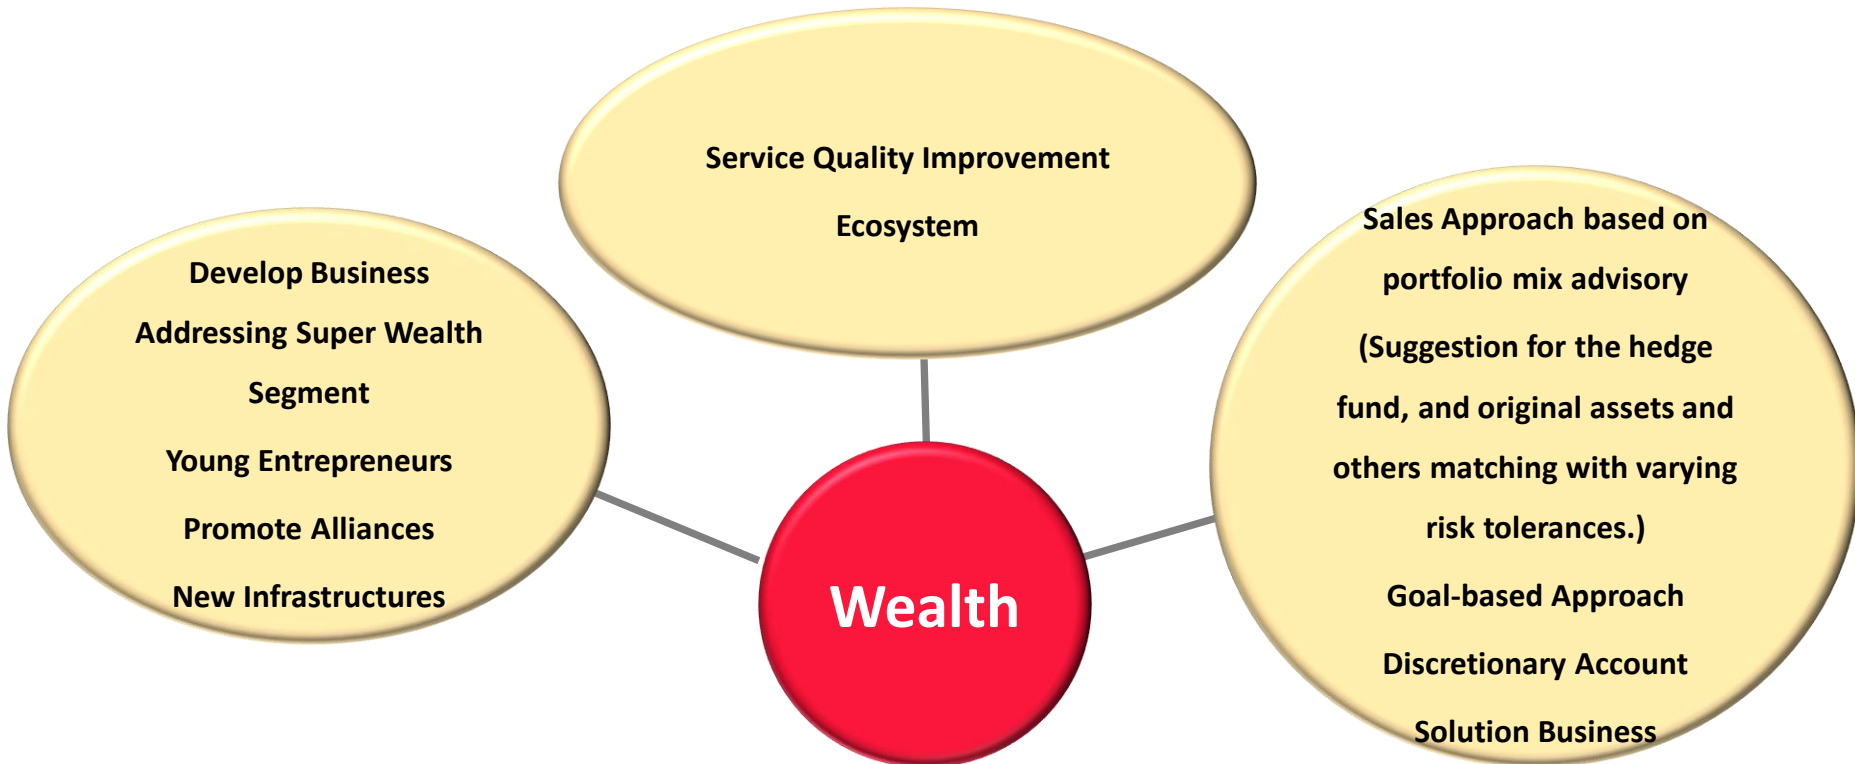 Service Quality Improvement
Ecosystem
Develop Business
Addressing Super Wealth
Segment
Young Entrepreneurs
Promote Alliances
New Infrastructures
Sales Approach based on
portfolio mix advisory
(Suggestion for the hedge
fund, and original assets and
others matching with varying
risk tolerances.)
Goal-based Approach
Discretionary Account
Solution Business
Wealth